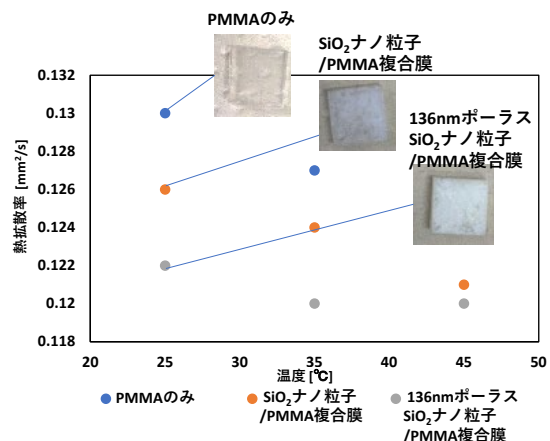 PMMAのみ
SiO2ナノ粒子
/PMMA複合膜
136nmポーラス
SiO2ナノ粒子
/PMMA複合膜
熱拡散率 [mm²/s]
0.132
0.13
0.128
0.126
0.124
0.122
0.12
0.118
20
25
30
35
40
45
50
温度 [℃]
PMMAのみ
SiO2ナノ粒子
/PMMA複合膜
136nmポーラス
SiO2ナノ粒子
/PMMA複合膜